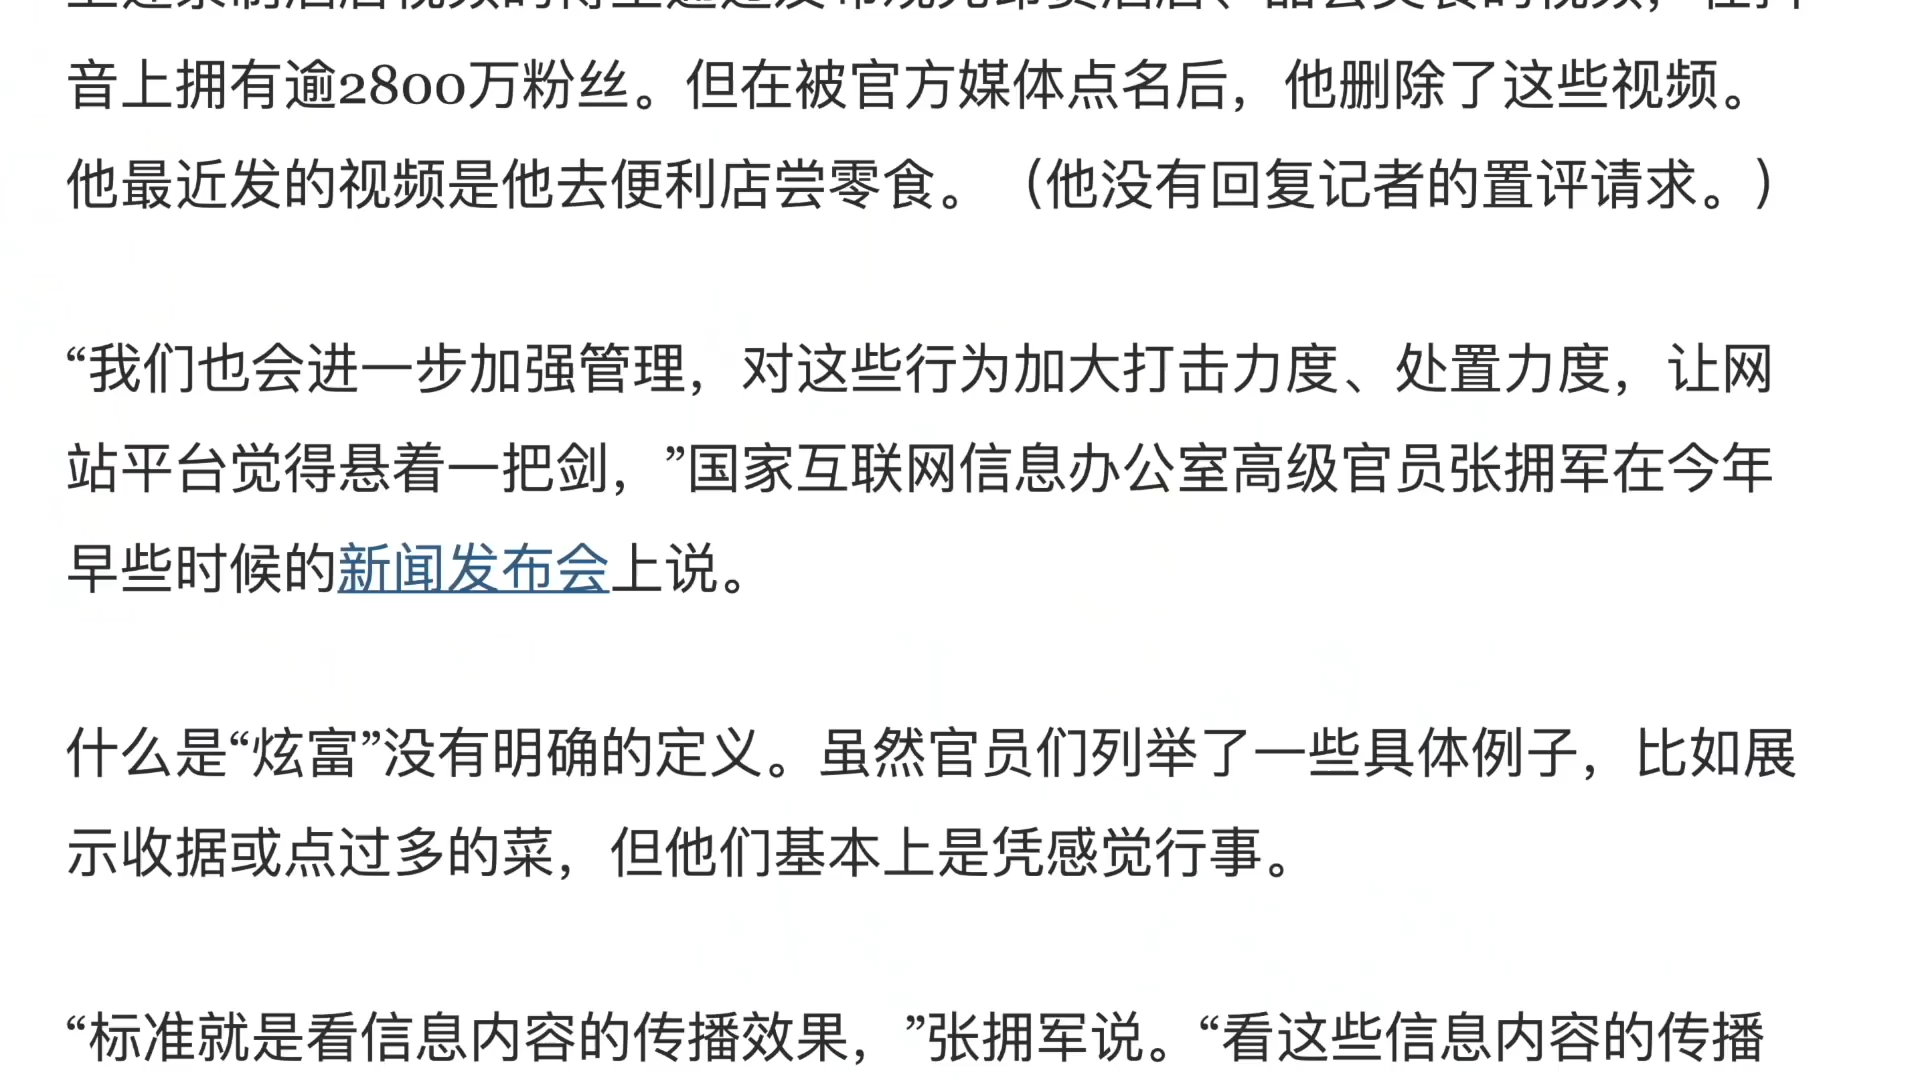 音上拥有逾2800万粉丝。但在被官方媒体点名后，他删除了这些视频。
他最近发的视频是他去便利店尝零食。（他没有回复记者的置评请求。）
“我们也会进一步加强管理，对这些行为加大打击力度、处置力度，让网
站平台觉得悬着一把剑，”国家互联网信息办公室高级官员张拥军在今年
早些时候的新闻发布会上说。
什么是“炫富”没有明确的定义。虽然官员们列举了一些具体例子，比如展
示收据或点过多的菜，但他们基本上是凭感觉行事。
“标准就是看信息内容的传播效果，”张拥军说。“看这些信息内容的传播